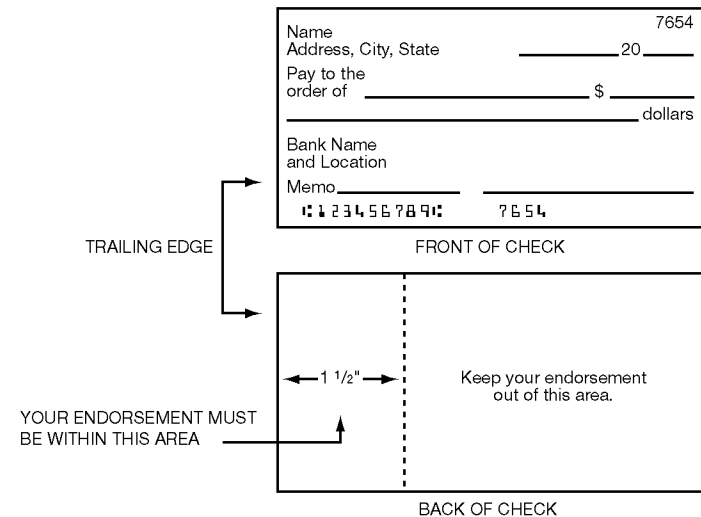 7654
Name
Address, City, State 20
Pay to the
order of $
dollars
Bank Name
and Location
Memo
⑆123456789⑆ 7654
TRAILING EDGE
FRONT OF CHECK
1 1/2"
Keep your endorsement
out of this area.
YOUR ENDORSEMENT MUST
BE WITHIN THIS AREA
BACK OF CHECK